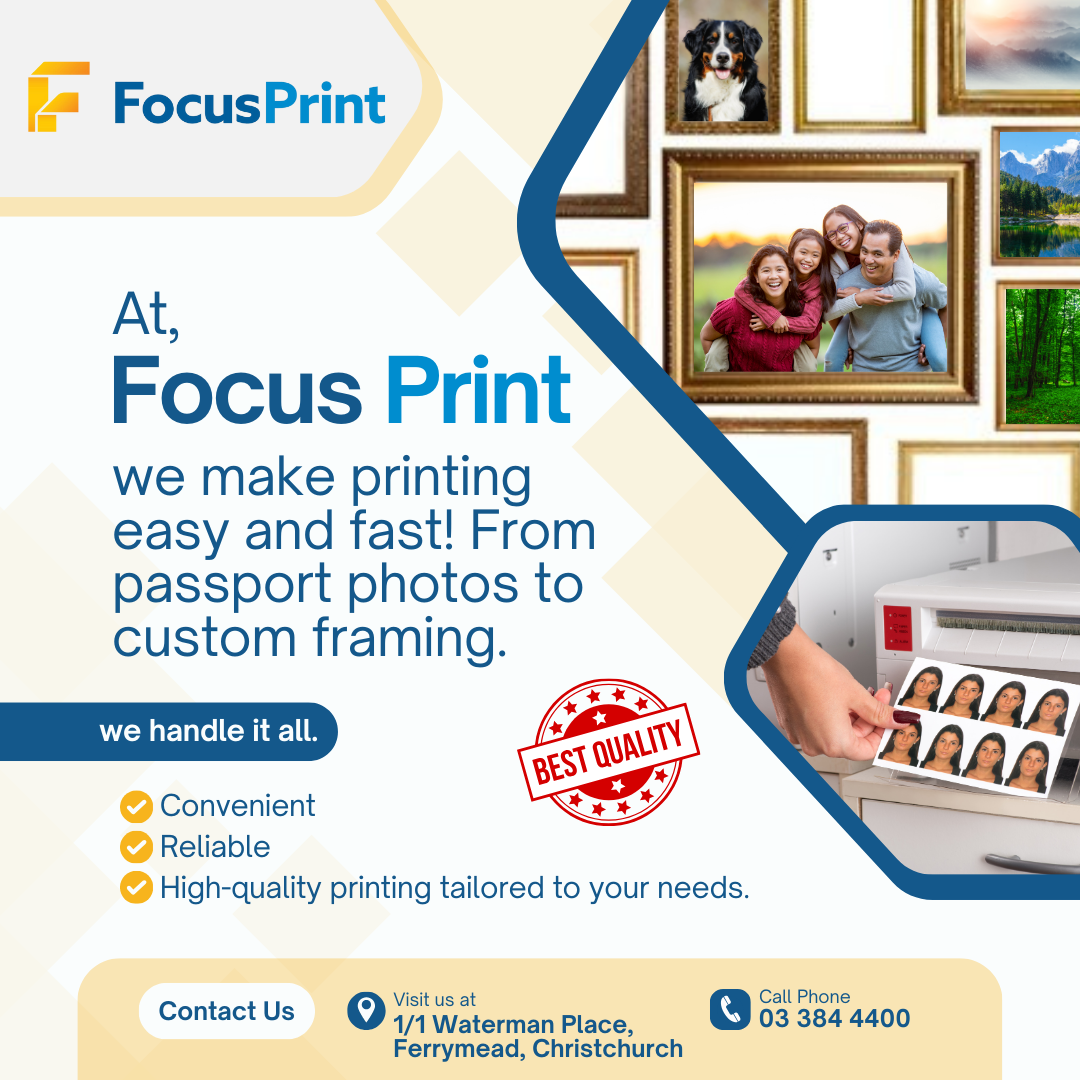 FocusPrint
At,
Focus Print
we make printing
easy and fast! From
passport photos to
custom framing.
we handle it all.
BEST QUALITY
Convenient
Reliable
High-quality printing tailored to your needs.
Contact Us
Visit us at
1/1 Waterman Place,
Ferrymead, Christchurch
Call Phone
03 384 4400